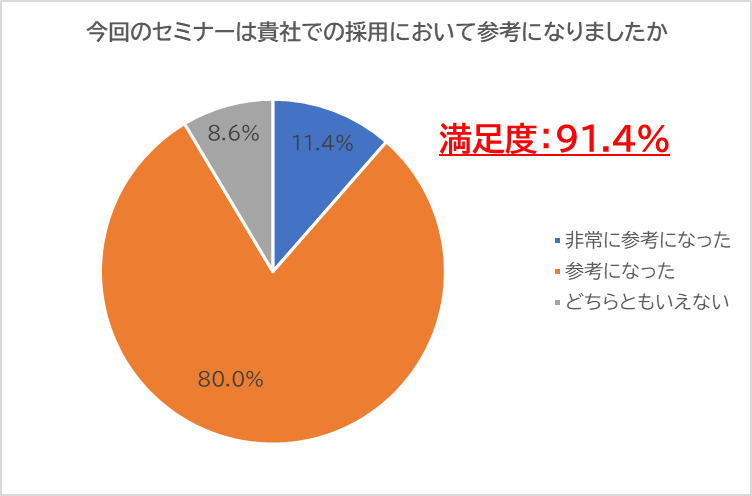 今回のセミナーは貴社での採用において参考になりましたか
満足度：91.4%
8.6%
11.4%
80.0%
非常に参考になった
参考になった
どちらともいえない